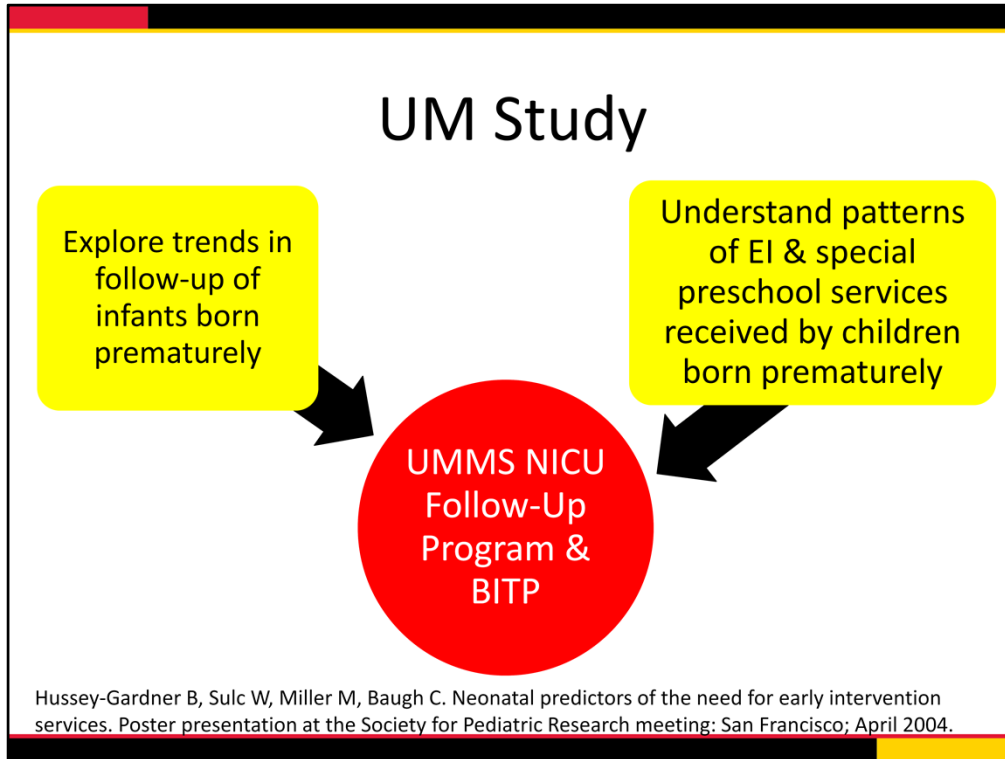 UM Study
Explore trends in
follow-up of
infants born
prematurely
Understand patterns
of EI & special
preschool services
received by children
born prematurely
UMMS NICU
Follow-Up
Program &
BITP
Hussey-Gardner B, Sulc W, Miller M, Baugh C. Neonatal predictors of the need for early intervention
services. Poster presentation at the Society for Pediatric Research meeting: San Francisco; April 2004.